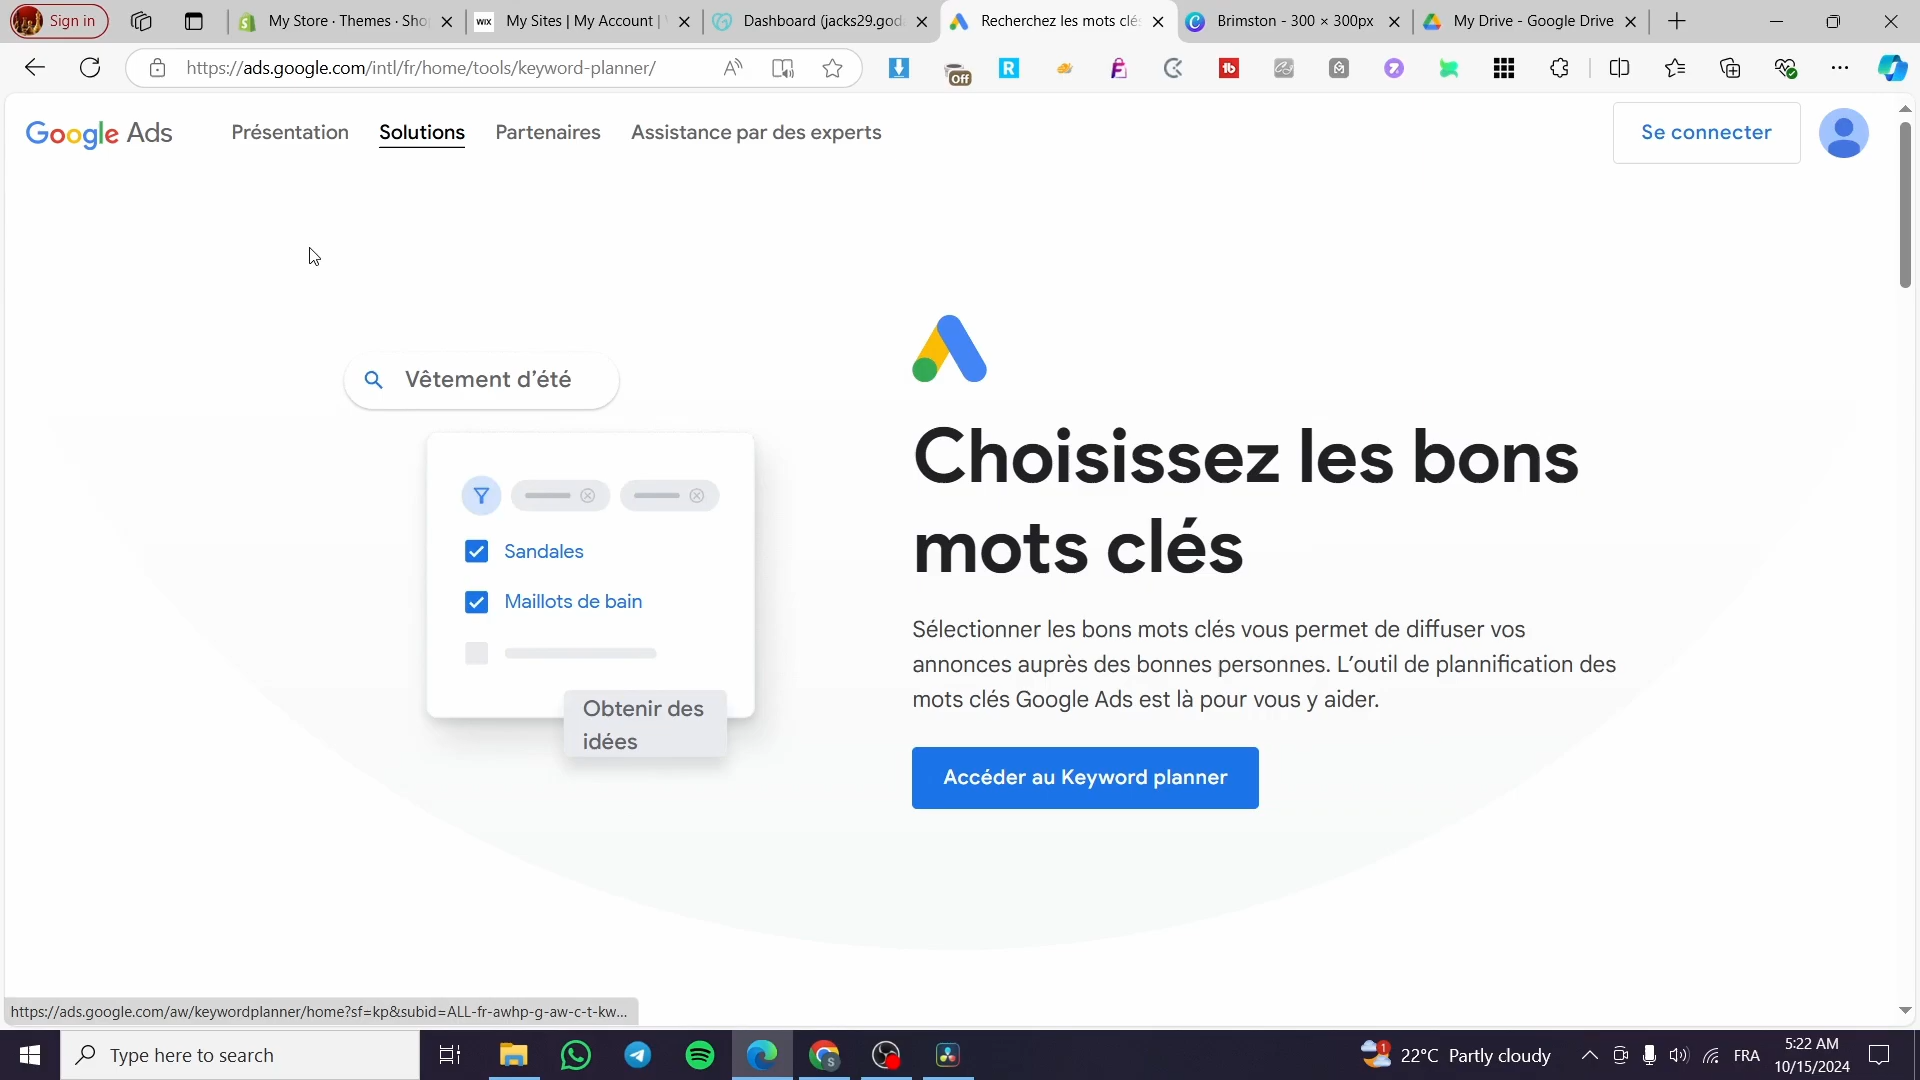 Sign in
My Store · Themes · Sho
WIX
My Sites | My Account |
Dashboard (jacks29.god
Recherchez les mots clé
Brimston - 300 × 300px
My Drive - Google Drive
https://ads.google.com/intl/fr/home/tools/keyword-planner/
Off
Google Ads
Présentation
Solutions
Partenaires
Assistance par des experts
Se connecter
Vêtement d’été
Sandales
Maillots de bain
Obtenir des
idées
Choisissez les bons
mots clés
Sélectionner les bons mots clés vous permet de diffuser vos
annonces auprès des bonnes personnes. L’outil de plannification des
mots clés Google Ads est là pour vous y aider.
Accéder au Keyword planner
https://ads.google.com/aw/keywordplanner/home?sf=kp&subid=ALL-fr-awhp-g-aw-c-t-kw...
Type here to search
1
22°C Partly cloudy
FRA
5:22 AM
10/15/2024